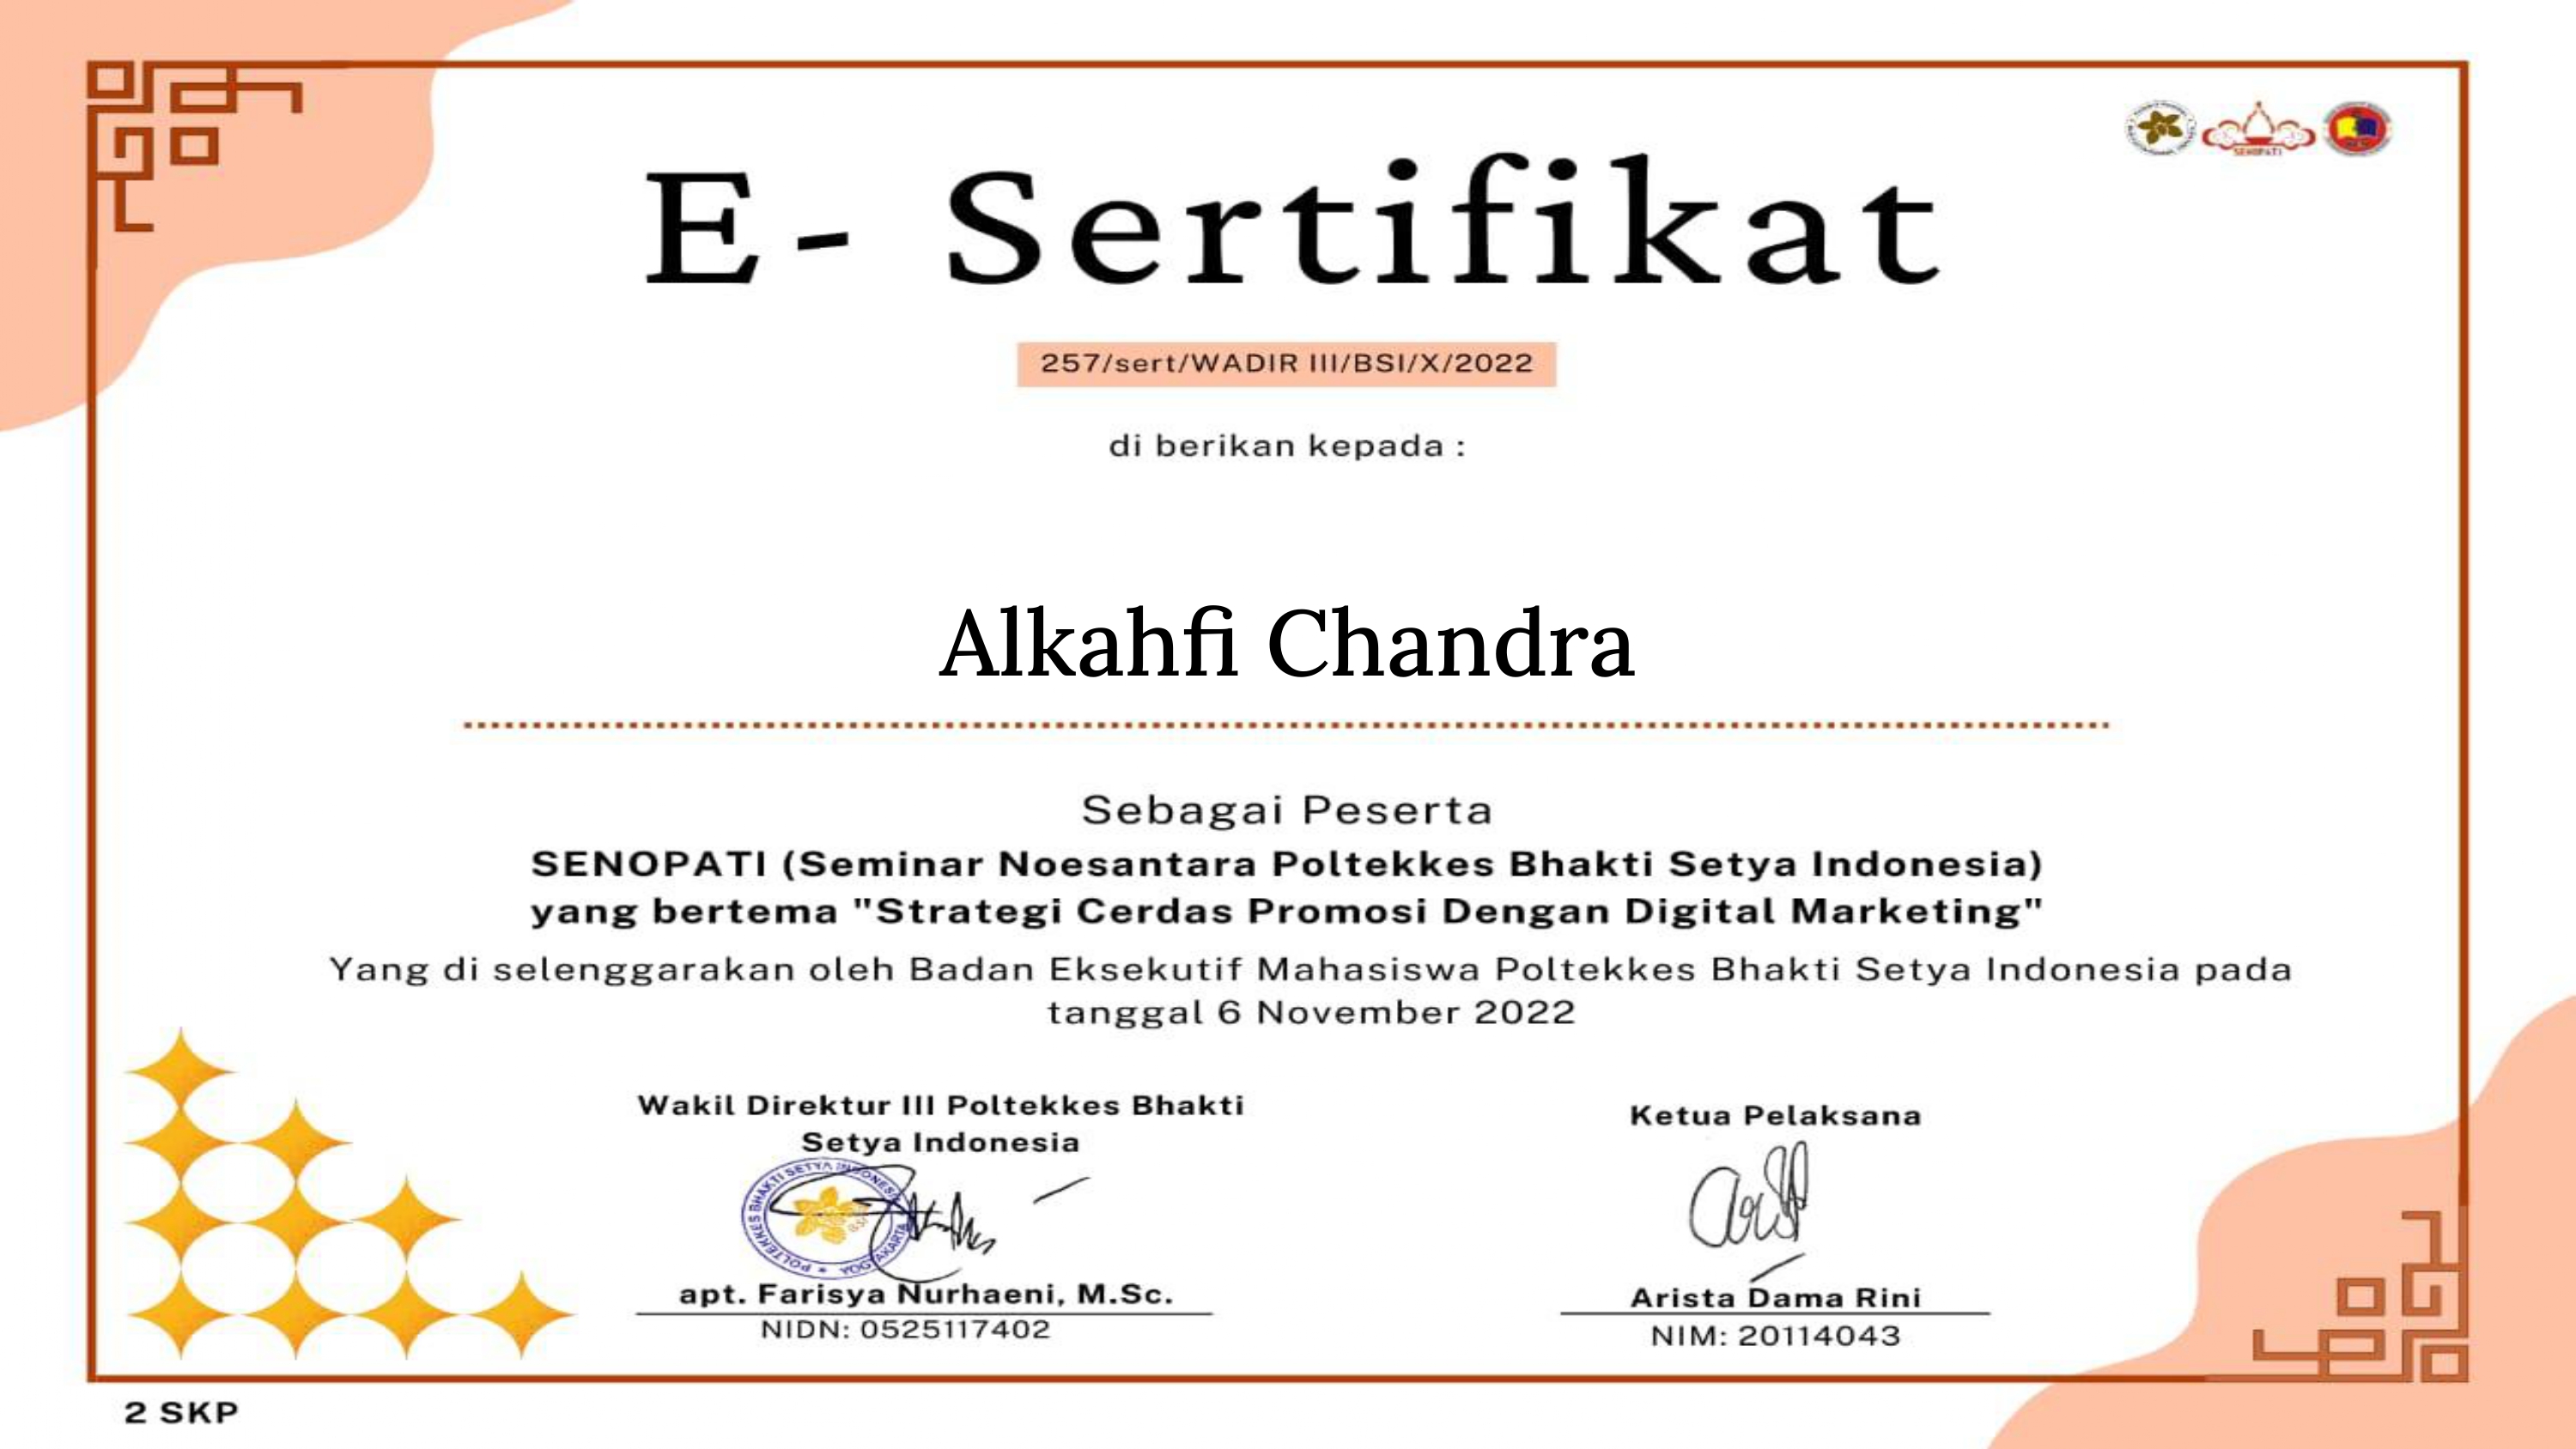 SENOPATI
E- Sertifikat
257/sert/WADIR III/BSI/X/2022
di berikan kepada :
Alkahfi Chandra
Sebagai Peserta
SENOPATI (Seminar Noesantara Poltekkes Bhakti Setya Indonesia)
yang bertema "Strategi Cerdas Promosi Dengan Digital Marketing"
Yang di selenggarakan oleh Badan Eksekutif Mahasiswa Poltekkes Bhakti Setya Indonesia pada
tanggal 6 November 2022
Wakil Direktur III Poltekkes Bhakti
Setya Indonesia
POLTEKKES BHAKTI SETYA INDONESIA
BSI
apt. Farisya Nurhaeni, M.Sc.
NIDN: 0525117402
Ketua Pelaksana
Arista Dama Rini
NIM: 20114043
2 SKP